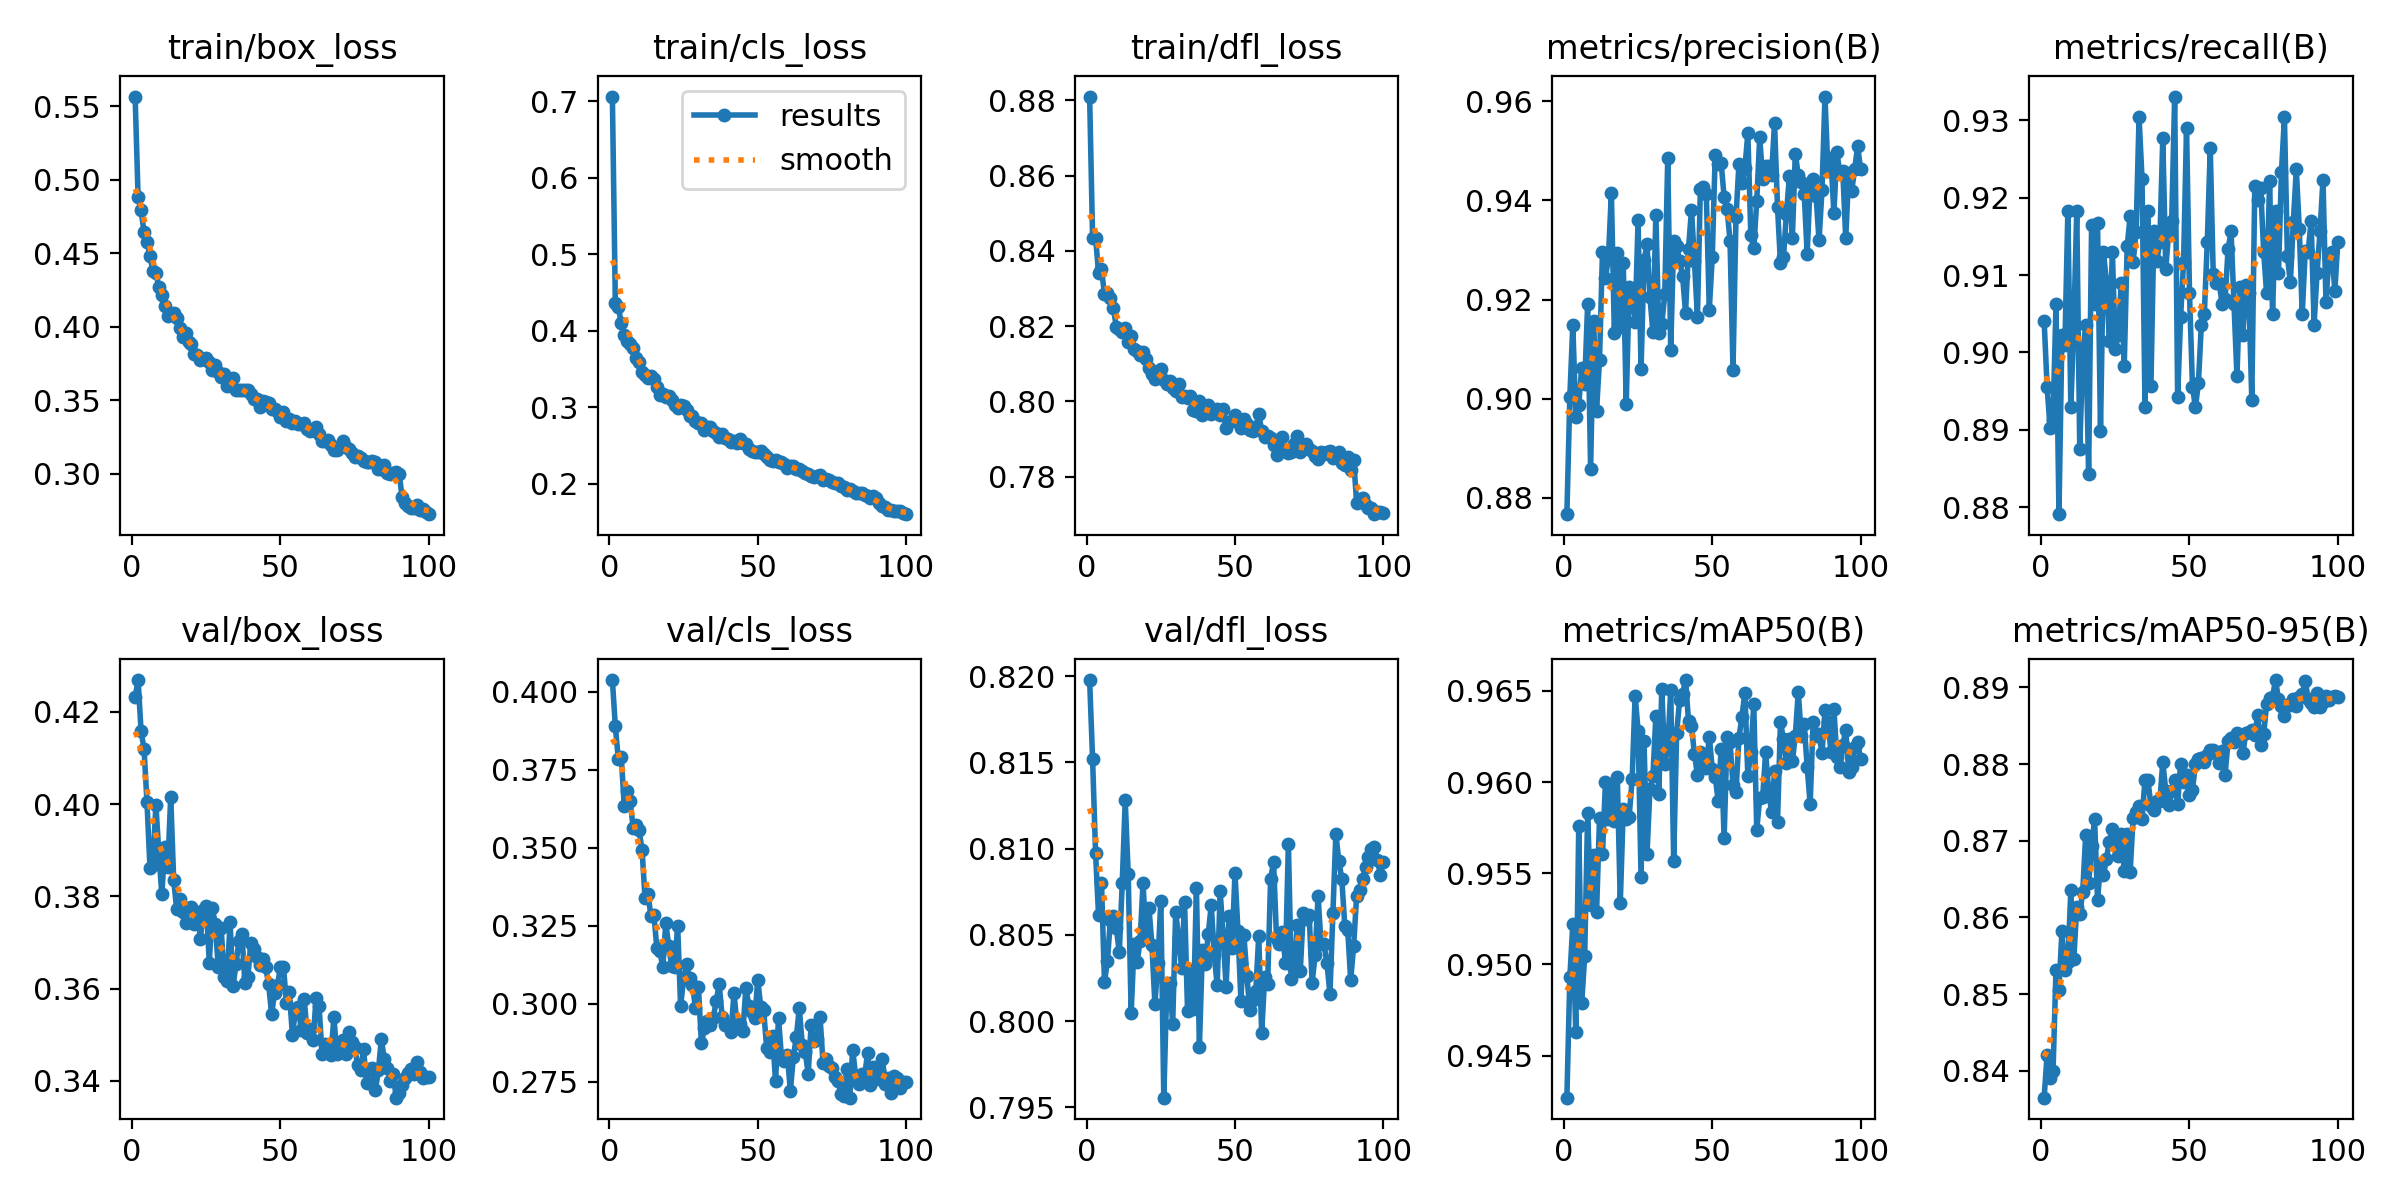 train/box_loss
0.55
0.50
0.45
0.40
0.35
0.30
0 50 100
train/cls_loss
results
smooth
0.7
0.6
0.5
0.4
0.3
0.2
0 50 100
train/dfl_loss
0.88
0.86
0.84
0.82
0.80
0.78
0 50 100
metrics/precision(B)
0.96
0.94
0.92
0.90
0.88
0 50 100
metrics/recall(B)
0.93
0.92
0.91
0.90
0.89
0.88
0 50 100
val/box_loss
0.42
0.40
0.38
0.36
0.34
0 50 100
val/cls_loss
0.400
0.375
0.350
0.325
0.300
0.275
0 50 100
val/dfl_loss
0.820
0.815
0.810
0.805
0.800
0.795
0 50 100
metrics/mAP50(B)
0.965
0.960
0.955
0.950
0.945
0 50 100
metrics/mAP50-95(B)
0.89
0.88
0.87
0.86
0.85
0.84
0 50 100